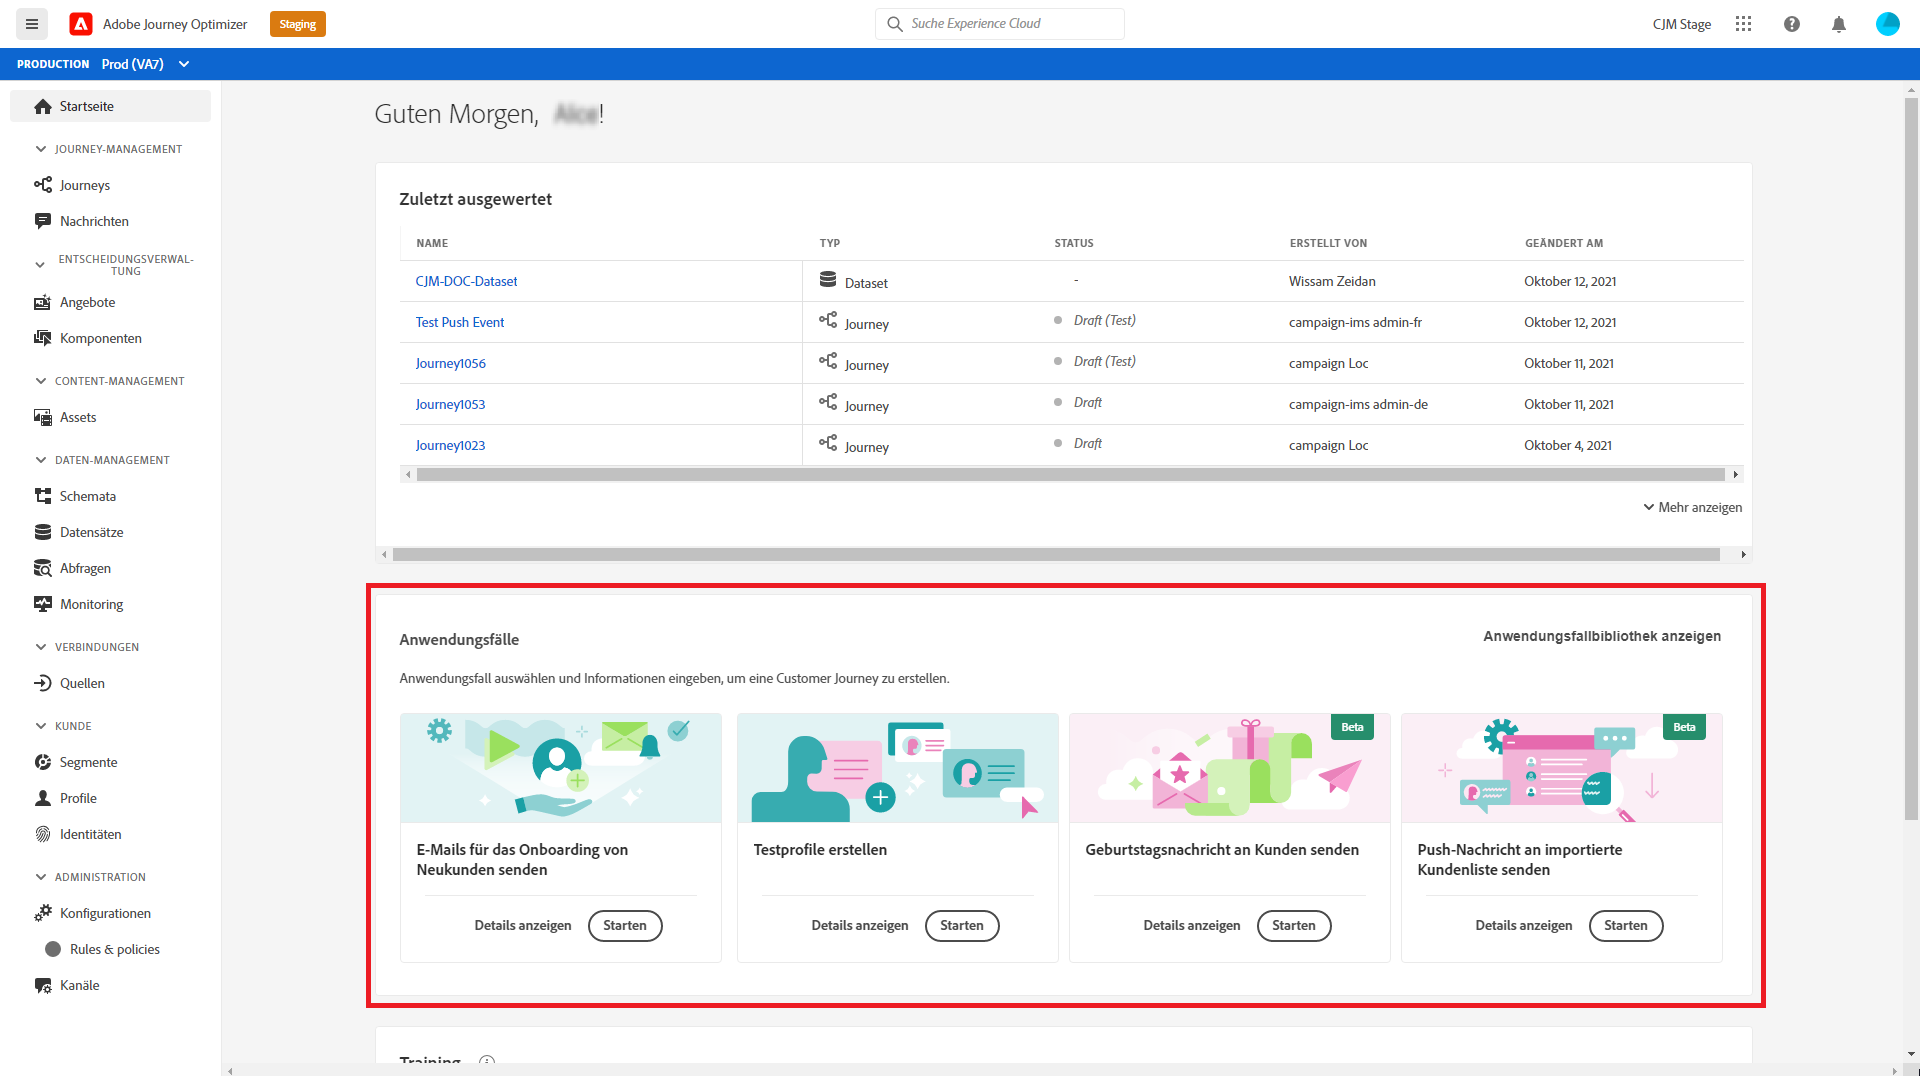 Adobe Journey Optimizer
Staging
Suche Experience Cloud
CJM Stage
PRODUCTION Prod (VA7)
Startseite
JOURNEY-MANAGEMENT
Journeys
Nachrichten
ENTSCHEIDUNGSVERWAL-
TUNG
Angebote
Komponenten
CONTENT-MANAGEMENT
Assets
DATEN-MANAGEMENT
Schemata
Datensätze
Abfragen
Monitoring
VERBINDUNGEN
Quellen
KUNDE
Segmente
Profile
Identitäten
ADMINISTRATION
Konfigurationen
Rules & policies
Kanäle
Guten Morgen, !
Zuletzt ausgewertet
NAME TYP STATUS ERSTELLT VON GEÄNDERT AM
CJM-DOC-Dataset Dataset - Wissam Zeidan Oktober 12, 2021
Test Push Event Journey Draft (Test) campaign-ims admin-fr Oktober 12, 2021
Journey1056 Journey Draft (Test) campaign Loc Oktober 11, 2021
Journey1053 Journey Draft campaign-ims admin-de Oktober 11, 2021
Journey1023 Journey Draft campaign Loc Oktober 4, 2021
Mehr anzeigen
Anwendungsfälle
Anwendungsfallbibliothek anzeigen
Anwendungsfall auswählen und Informationen eingeben, um eine Customer Journey zu erstellen.
E-Mails für das Onboarding von
Neukunden senden
Details anzeigen Starten
Testprofile erstellen
Details anzeigen Starten
Beta
Geburtstagsnachricht an Kunden senden
Details anzeigen Starten
Beta
Push-Nachricht an importierte
Kundenliste senden
Details anzeigen Starten
Training